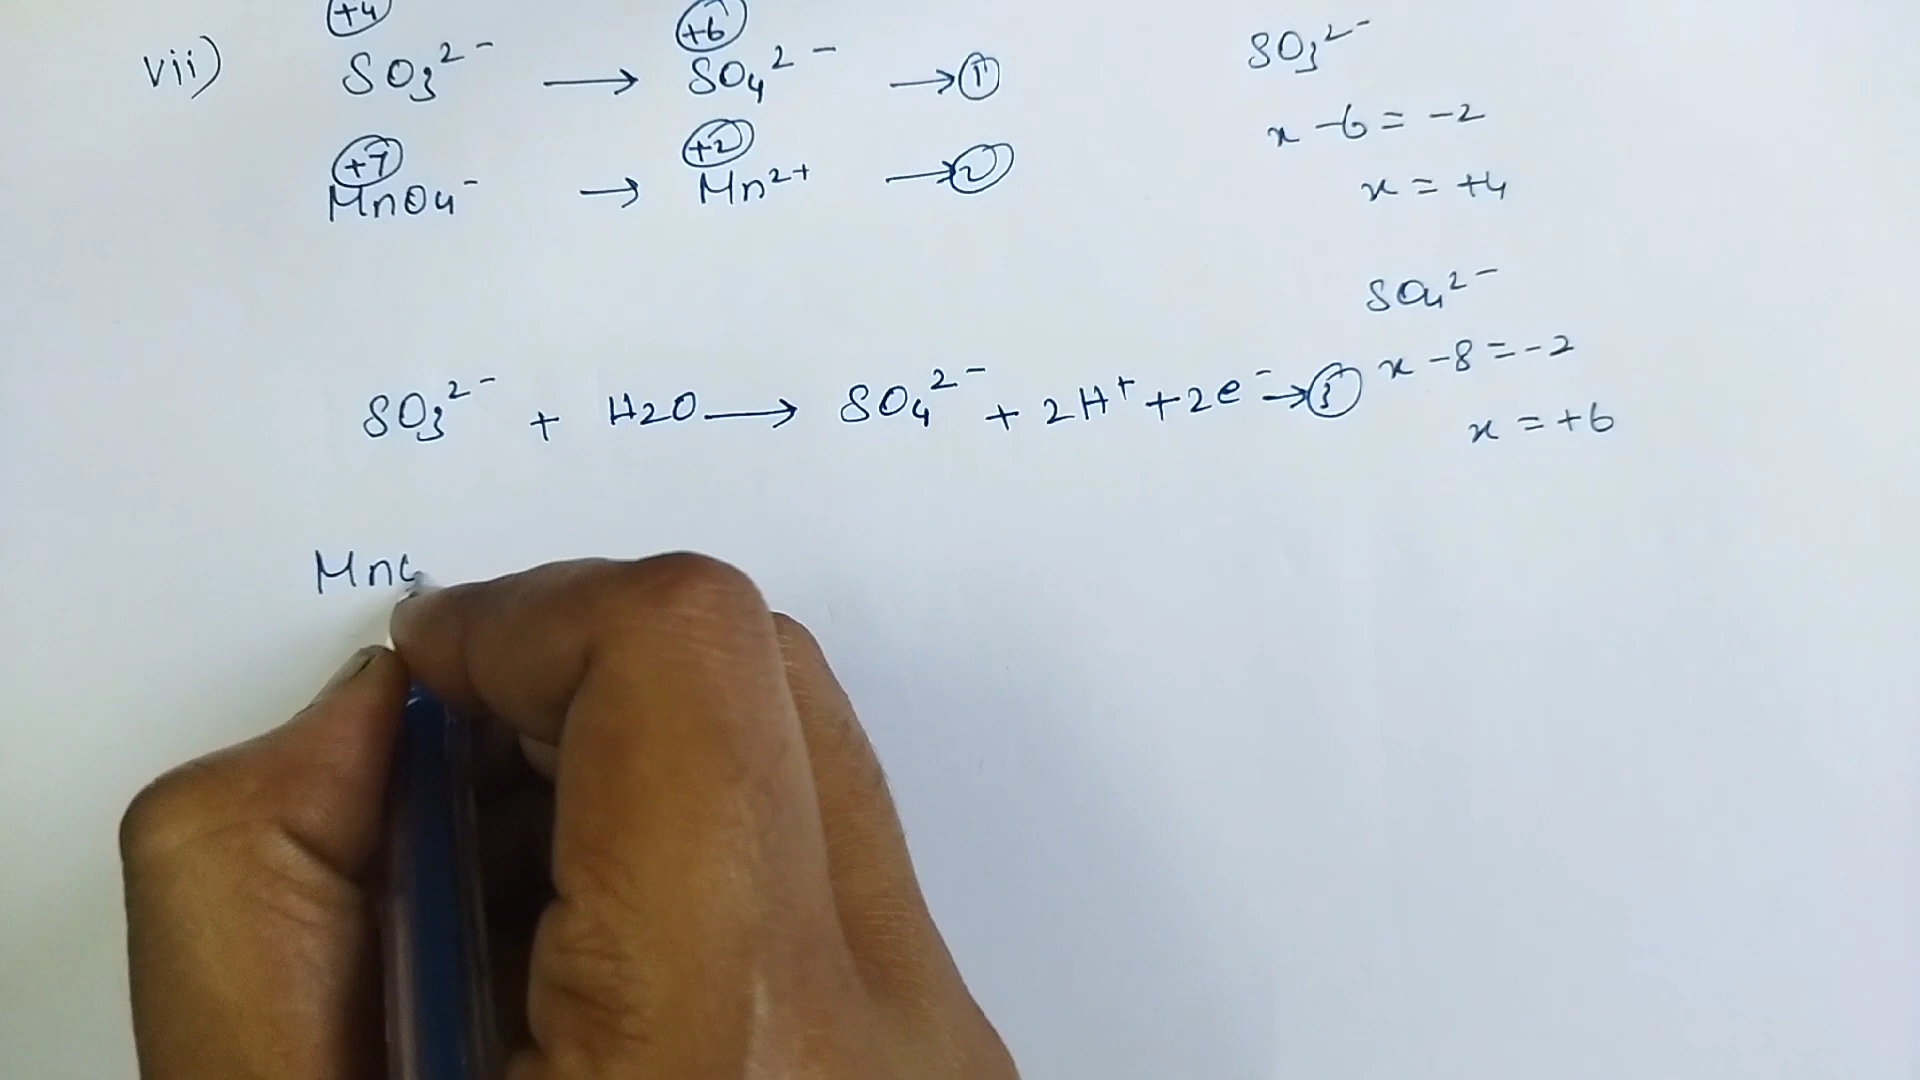 +4 +6
vii) SO3^2- → SO4^2- → 1
+7 +2
MnO4^- → Mn^2+ → 2
SO3^2-
x - 6 = -2
x = +4
SO4^2-
x - 8 = -2
x = +6
SO3^2- + H2O → SO4^2- + 2H^+ + 2e^- →
Mn